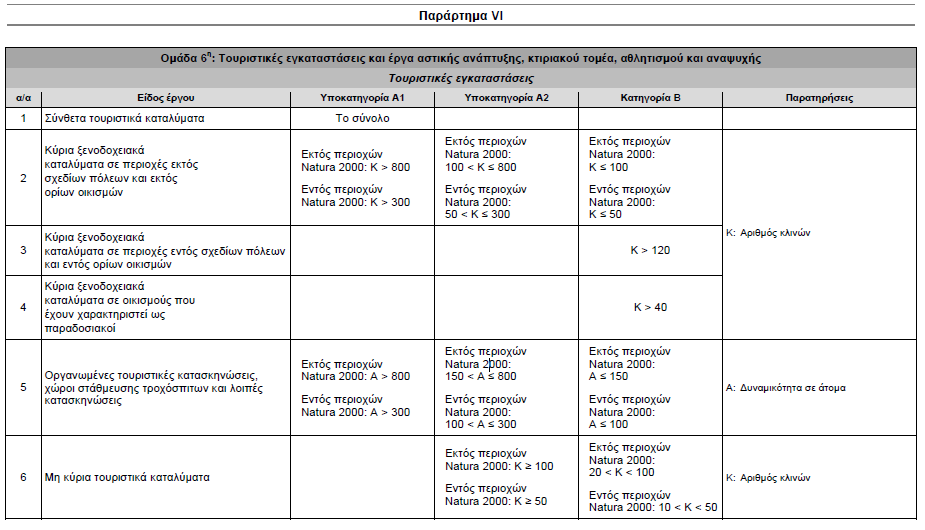 Παράρτημα VI
Ομάδα 6η: Τουριστικές εγκαταστάσεις και έργα αστικής ανάπτυξης, κτιριακού τομέα, αθλητισμού και αναψυχής
Τουριστικές εγκαταστάσεις
α/α Είδος έργου Υποκατηγορία Α1 Υποκατηγορία Α2 Κατηγορία Β Παρατηρήσεις
1 Σύνθετα τουριστικά καταλύματα Το σύνολο
2
Κύρια ξενοδοχειακά
καταλύματα σε περιοχές εκτός
σχεδίων πόλεων και εκτός
ορίων οικισμών
Εκτός περιοχών
Natura 2000: Κ > 800
Εντός περιοχών
Natura 2000: Κ > 300
Εκτός περιοχών
Natura 2000:
100 < Κ ≤ 800
Εντός περιοχών
Natura 2000:
50 < Κ ≤ 300
Εκτός περιοχών
Natura 2000:
Κ ≤ 100
Εντός περιοχών
Natura 2000:
Κ ≤ 50
Κ: Αριθμός κλινών
3
Κύρια ξενοδοχειακά
καταλύματα σε περιοχές εντός σχεδίων πόλεων
και εντός ορίων οικισμών
Κ > 120
4
Κύρια ξενοδοχειακά
καταλύματα σε οικισμούς που
έχουν χαρακτηριστεί ως
παραδοσιακοί
Κ > 40
5
Οργανωμένες τουριστικές κατασκηνώσεις,
χώροι στάθμευσης τροχόσπιτων και λοιπές
κατασκηνώσεις
Εκτός περιοχών
Natura 2000: Α > 800
Εντός περιοχών
Natura 2000: Α > 300
Εκτός περιοχών
Natura 2000:
150 < Α ≤ 800
Εντός περιοχών
Natura 2000:
100 < Α ≤ 300
Εκτός περιοχών
Natura 2000:
Α ≤ 150
Εντός περιοχών
Natura 2000:
Α ≤ 100
Α: Δυναμικότητα σε άτομα
6
Μη κύρια τουριστικά καταλύματα
Εκτός περιοχών
Natura 2000: Κ ≥ 100
Εντός περιοχών
Natura 2000: Κ ≥ 50
Εκτός περιοχών
Natura 2000:
20 < Κ < 100
Εντός περιοχών
Natura 2000: 10 < Κ < 50
Κ: Αριθμός κλινών